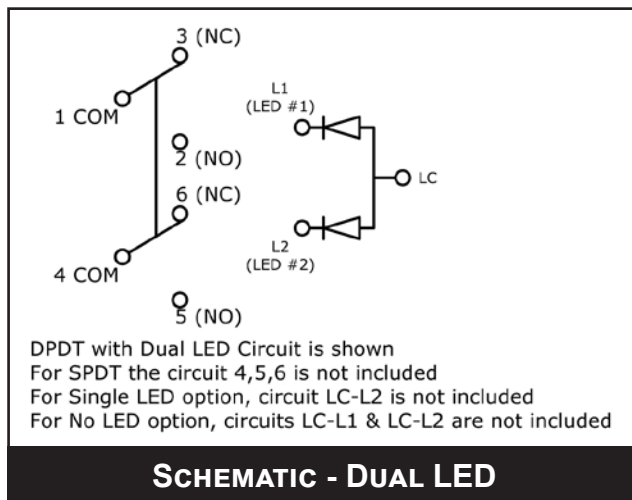 3 (NC)
1 COM
2 (NO)
6 (NC)
4 COM
5 (NO)
L1
(LED #1)
LC
L2
(LED #2)
DPDT with Dual LED Circuit is shown
For SPDT the circuit 4,5,6 is not included
For Single LED option, circuit LC-L2 is not included
For No LED option, circuits LC-L1 & LC-L2 are not included
SCHEMATIC - DUAL LED